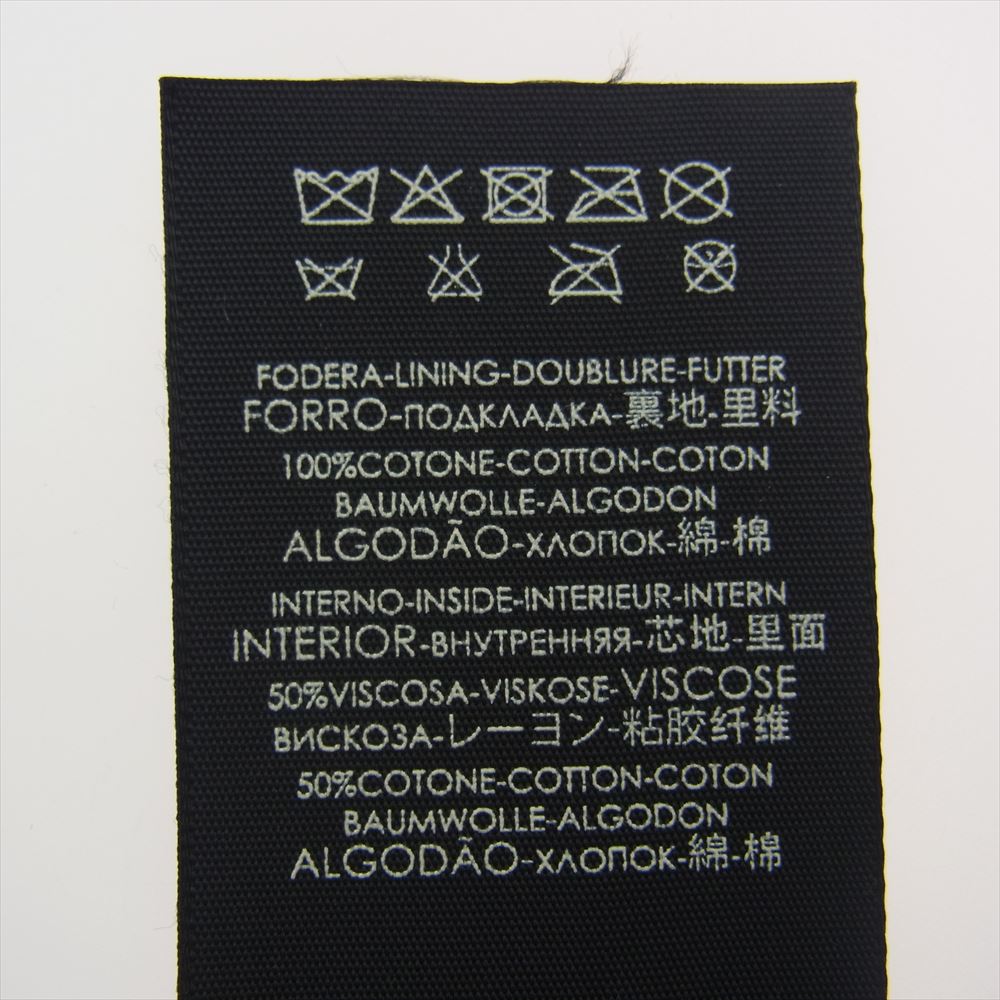 FODERA-LINING-DOUBLURE-FUTTER
FORRO-ПОДКЛАДКА-裏地-里料
100%COTONE-COTTON-COTON
BAUMWOLLE-ALGODON
ALGODÃO-ХЛОПОК-綿-棉
INTERNO-INSIDE-INTERIEUR-INTERN
INTERIOR-ВНУТРЕННЯЯ-芯地-里面
50%VISCOSA-VISKOSE-VISCOSE
ВИСКОЗА-レーヨン-粘胶纤维
50%COTONE-COTTON-COTON
BAUMWOLLE-ALGODON
ALGODÃO-ХЛОПОК-綿-棉